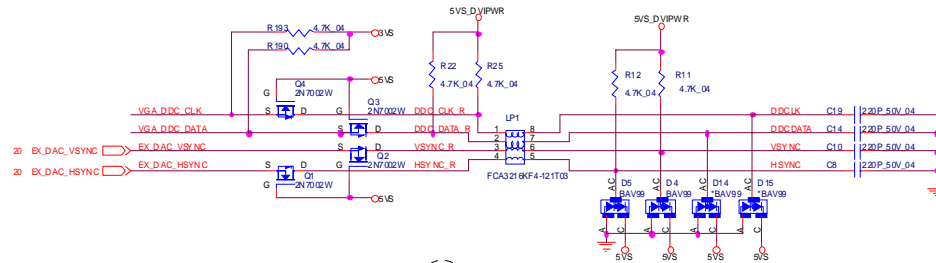 5VS_DVIPWR
R193 4.7K_04
3VS
5VS_DVIPWR
R190 4.7K_04
R22
4.7K_04
R25
4.7K_04
R12
4.7K_04
R11
4.7K_04
5VS
Q4
2N7002W
G
S D
G
Q3
2N7002W
S D
VGA_DDC_CLK
DDC_CLK_R
LP1
DDCLK
C19 220P_50V_04
VGA_DDC_DATA
DDC_DATA_R
1 8
2 7
3 6
4 5
DDCDATA
C14 220P_50V_04
20 EX_DAC_VSYNC
EX_DAC_VSYNC
S D
VSYNC_R
VSYNC
C10 220P_50V_04
20 EX_DAC_HSYNC
EX_DAC_HSYNC
S D
G
Q2
2N7002W
HSYNC_R
HSYNC
C8 220P_50V_04
G
Q1
2N7002W
5VS
FCA3216KF4-121T03
AC D5
BAV99
AC D4
BAV99
AC D14
*BAV99
AC D15
*BAV99
A C
A C
A C
A C
5VS
5VS
5VS
5VS